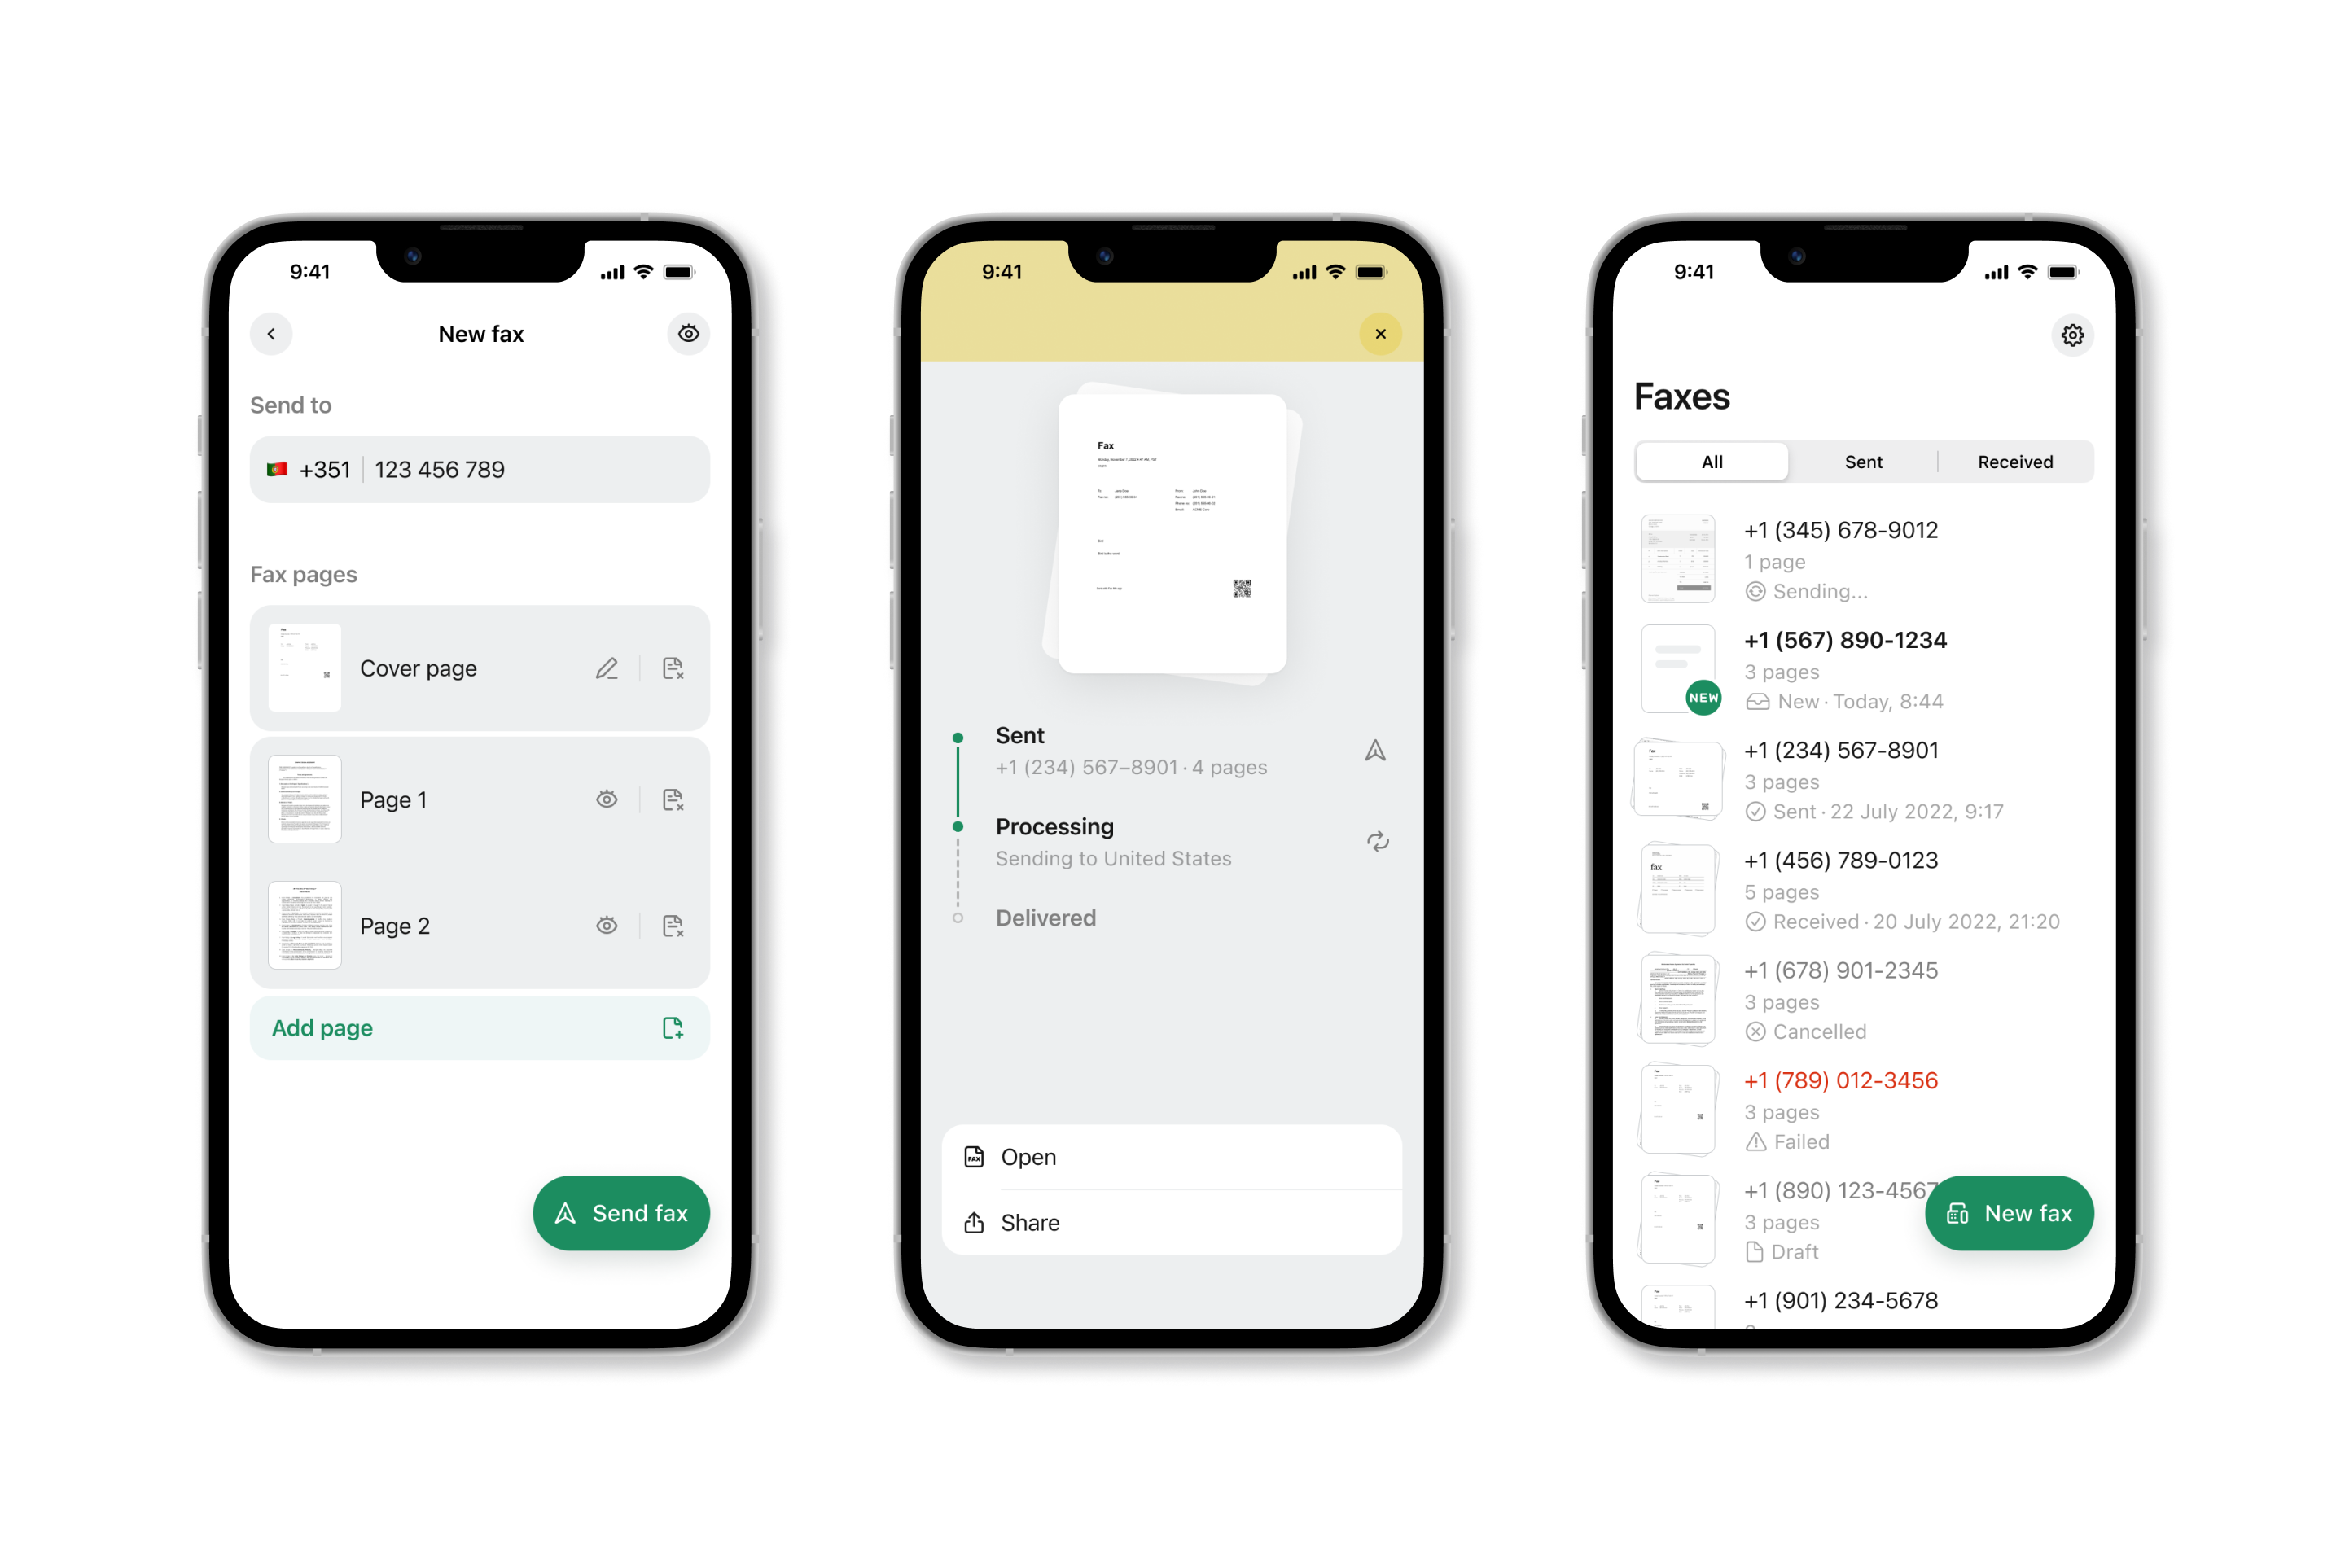 9:41
New fax
Send to
+351 123 456 789
Fax pages
Cover page
Page 1
Page 2
Add page
Send fax
9:41
Fax
Sent
+1 (234) 567–8901 · 4 pages
Processing
Sending to United States
Delivered
FAX Open
Share
9:41
Faxes
All Sent Received
+1 (345) 678-9012
1 page
Sending...
+1 (567) 890-1234
3 pages
NEW
New · Today, 8:44
+1 (234) 567-8901
3 pages
Sent · 22 July 2022, 9:17
fax
+1 (456) 789-0123
5 pages
Received · 20 July 2022, 21:20
+1 (678) 901-2345
3 pages
Cancelled
+1 (789) 012-3456
3 pages
Failed
+1 (890) 123-4567
3 pages
Draft
New fax
+1 (901) 234-5678